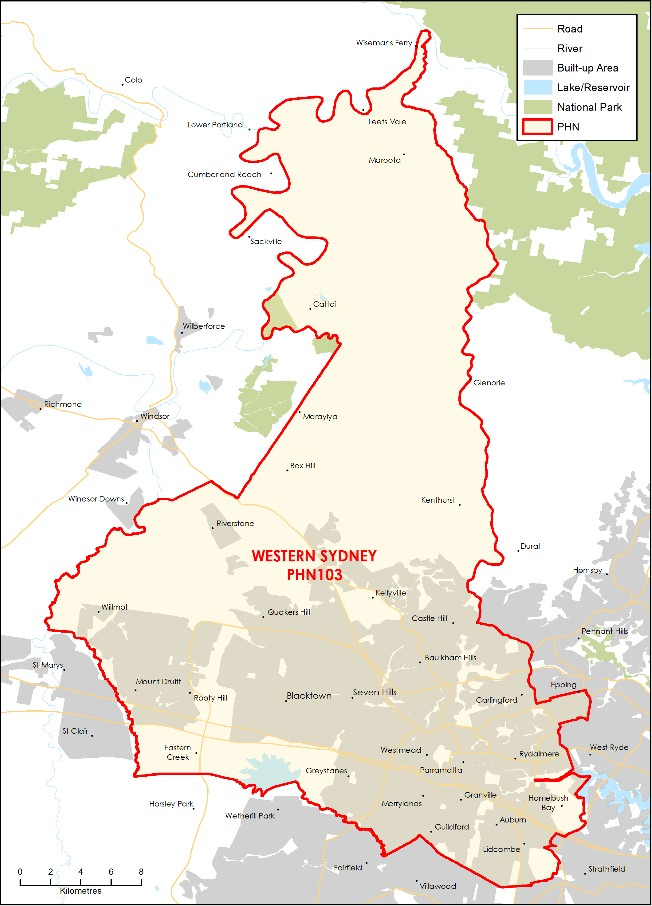 Road
River
Built-up Area
Lake/Reservoir
National Park
PHN
Wisemans Ferry
Colo
Lower Portland
Leets Vale
Maroota
Cumberland Reach
Sackville
Cattai
Wilberforce
Glenorie
Richmond
Windsor
Maraylya
Box Hill
Windsor Downs
Kenthurst
Riverstone
WESTERN SYDNEY
PHN103
Dural
Hornsby
Kellyville
Willmot
Quakers Hill
Castle Hill
Pennant Hills
St Marys
Baulkham Hills
Mount Druitt
Rooty Hill
Blacktown
Seven Hills
Carlingford
Epping
St Clair
Eastern
Creek
Westmead
Rydalmere
West Ryde
Greystanes
Parramatta
Horsley Park
Merrylands
Granville
Homebush
Bay
Wetherill Park
Guildford
Auburn
Lidcombe
Fairfield
Strathfield
Villawood
0 2 4 6 8
Kilometres